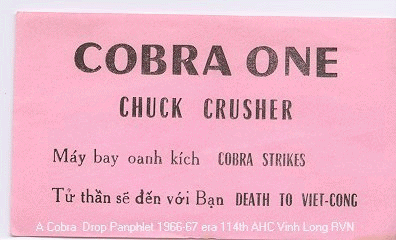 COBRA ONE
CHUCK CRUSHER
Máy bay oanh kích COBRA STRIKES
Tử thần sẽ đến với Bạn DEATH TO VIET-CONG
A Cobra Drop Panphlet 1966-67 era 114th AHC Vinh Long RVN